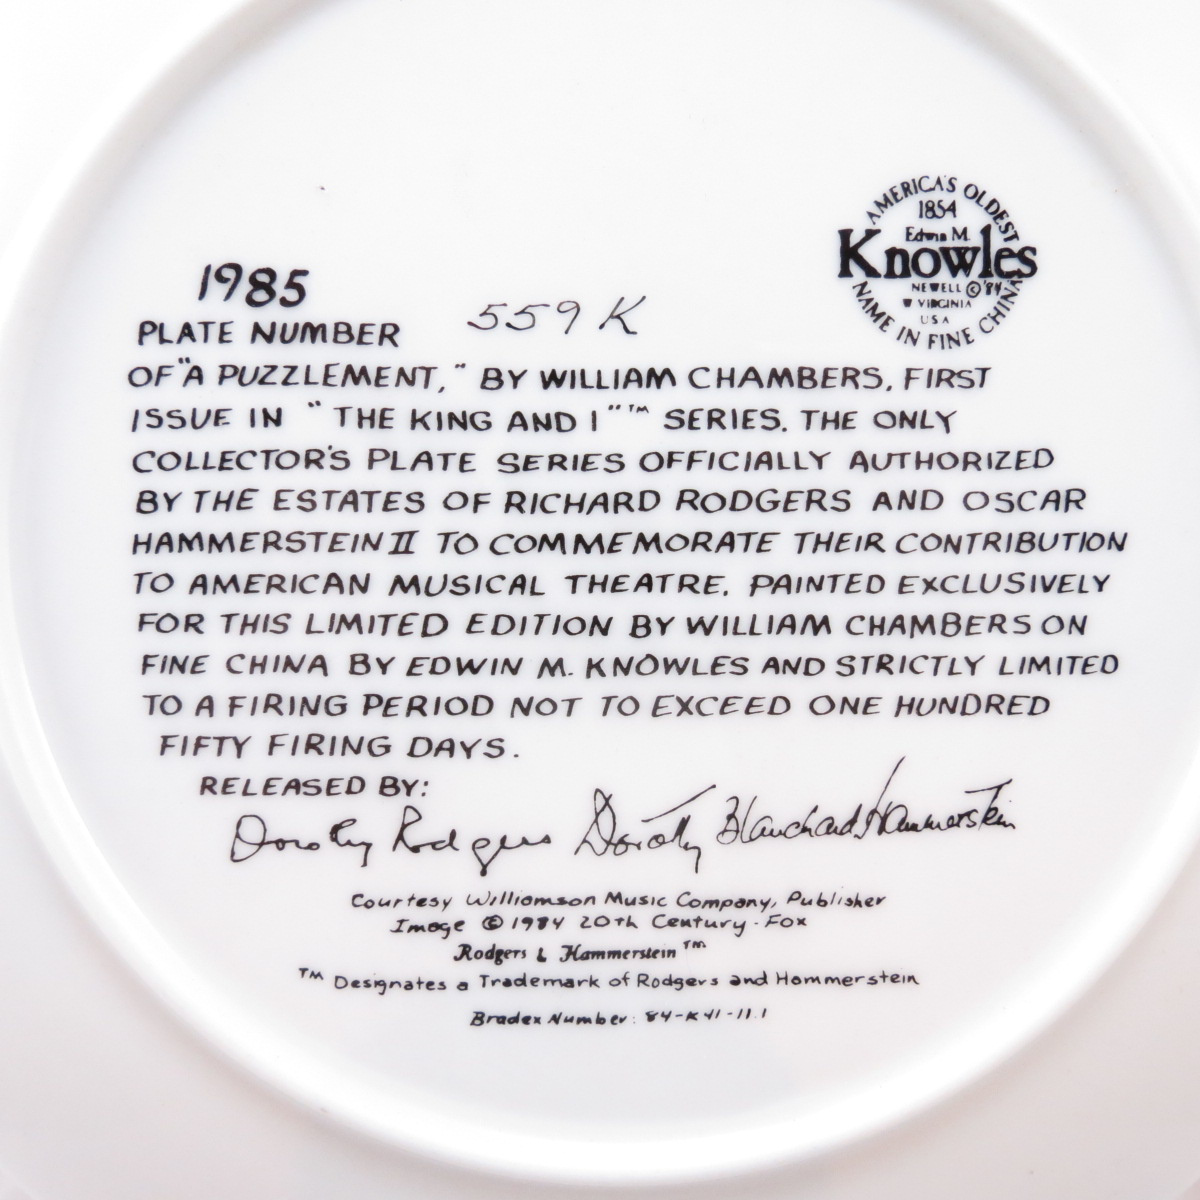 AMERICA'S OLDEST
1854
Edwin M.
Knowles
NEWELL © '84
W VIRGINIA
USA
NAME IN FINE CHINA
1985
PLATE NUMBER 559 K
OF "A PUZZLEMENT," BY WILLIAM CHAMBERS, FIRST
ISSUE IN "THE KING AND I"™ SERIES. THE ONLY
COLLECTOR'S PLATE SERIES OFFICIALLY AUTHORIZED
BY THE ESTATES OF RICHARD RODGERS AND OSCAR
HAMMERSTEIN II TO COMMEMORATE THEIR CONTRIBUTION
TO AMERICAN MUSICAL THEATRE. PAINTED EXCLUSIVELY
FOR THIS LIMITED EDITION BY WILLIAM CHAMBERS ON
FINE CHINA BY EDWIN M. KNOWLES AND STRICTLY LIMITED
TO A FIRING PERIOD NOT TO EXCEED ONE HUNDRED
FIFTY FIRING DAYS.
RELEASED BY:
Dorothy Rodgers Dorothy Blanchard Hammerstein
Courtesy Williamson Music Company, Publisher
Image © 1984 20th Century-Fox
Rodgers & Hammerstein™
™ Designates a Trademark of Rodgers and Hammerstein
Bradex Number: 84-K41-11.1